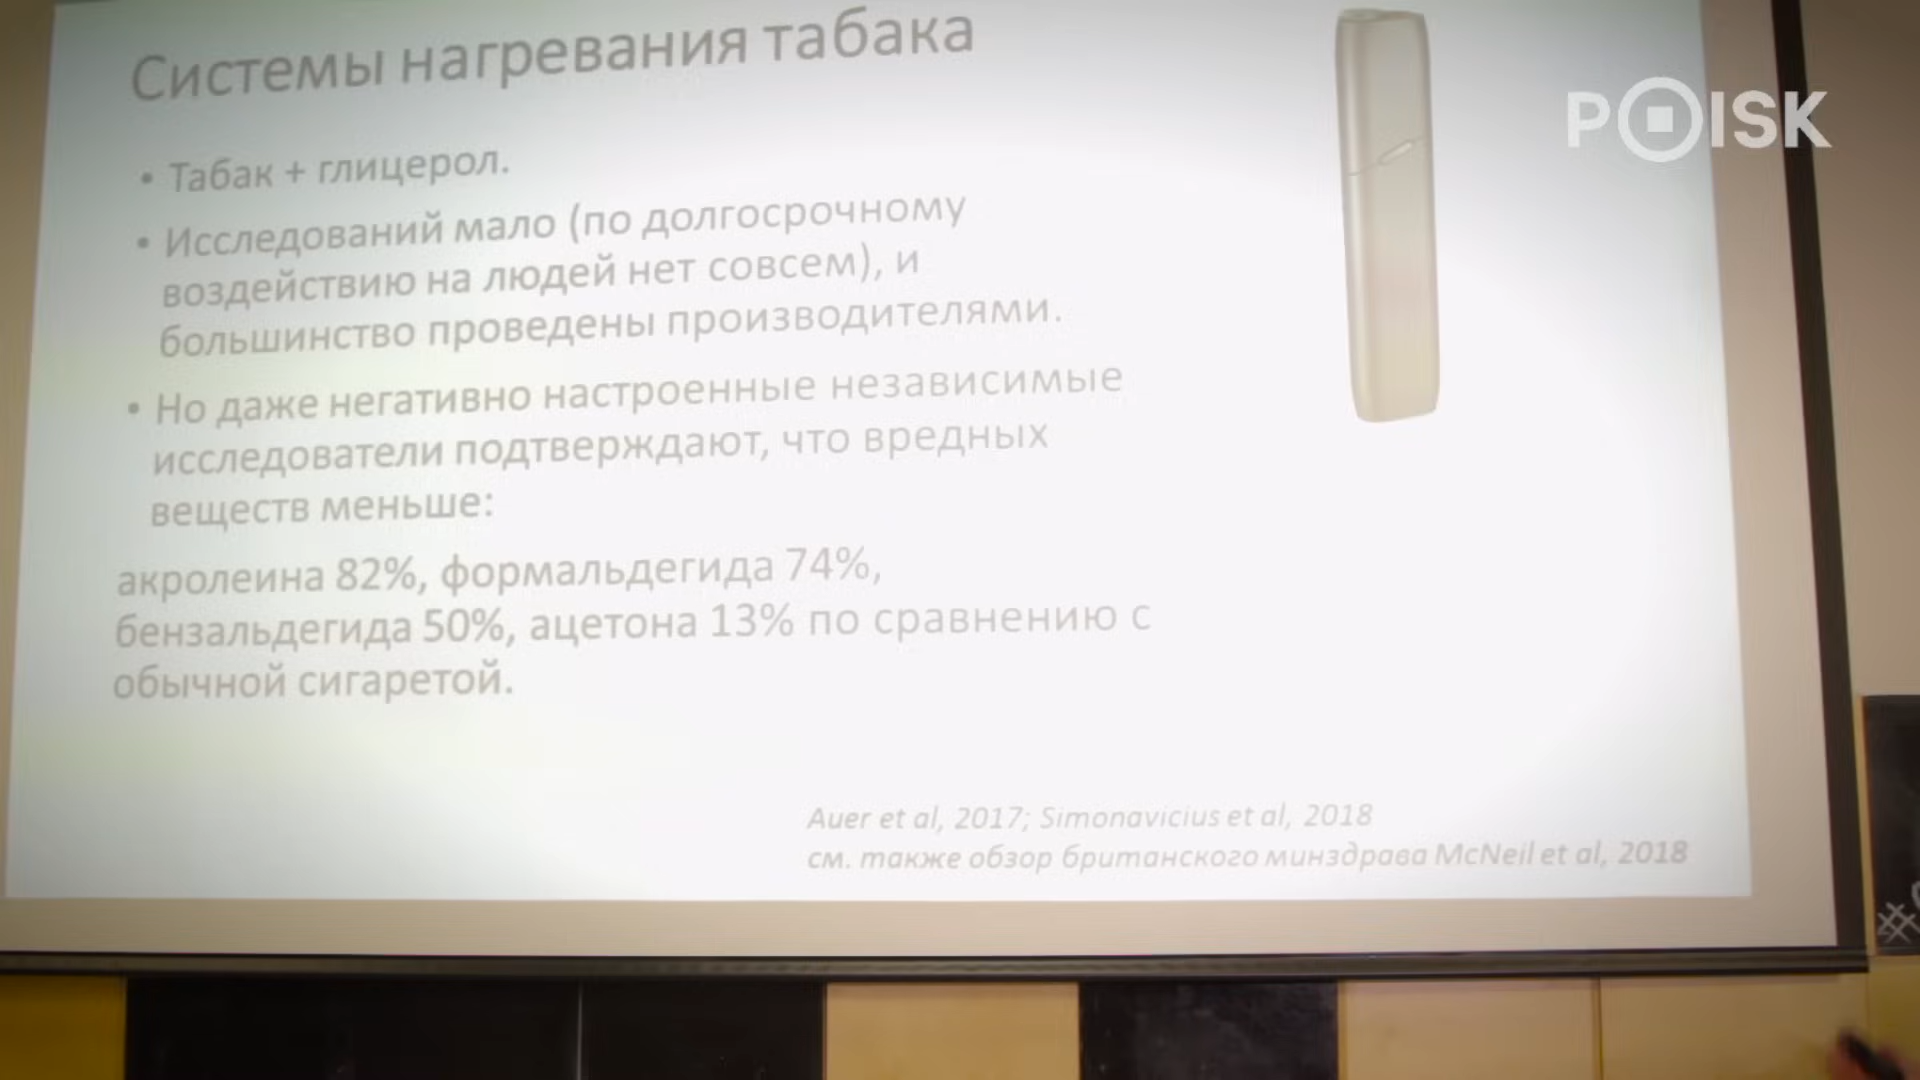 Системы нагревания табака
P ISK
• Табак + глицерол.
• Исследований мало (по долгосрочному
воздействию на людей нет совсем), и
большинство проведены производителями.
• Но даже негативно настроенные независимые
исследователи подтверждают, что вредных
веществ меньше:
акролеина 82%, формальдегида 74%,
бензальдегида 50%, ацетона 13% по сравнению с
обычной сигаретой.
Auer et al, 2017; Simonavicius et al, 2018
см. также обзор британского минздрава McNeil et al, 2018